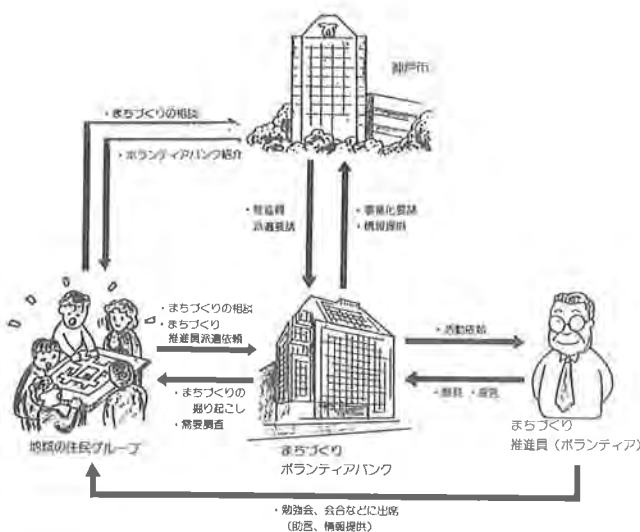 神戸市
・まちづくりの相談
・ボランティアバンク紹介
・推進員
派遣要請
・事業化要請
・情報提供
・まちづくりの相談
・まちづくり
推進員派遣依頼
・活動依頼
・まちづくりの
掘り起こし
・需要調査
地域の住民グループ
まちづくり
ボランティアバンク
まちづくり
推進員（ボランティア）
・勉強会、会合などに出席
（助言、情報提供）